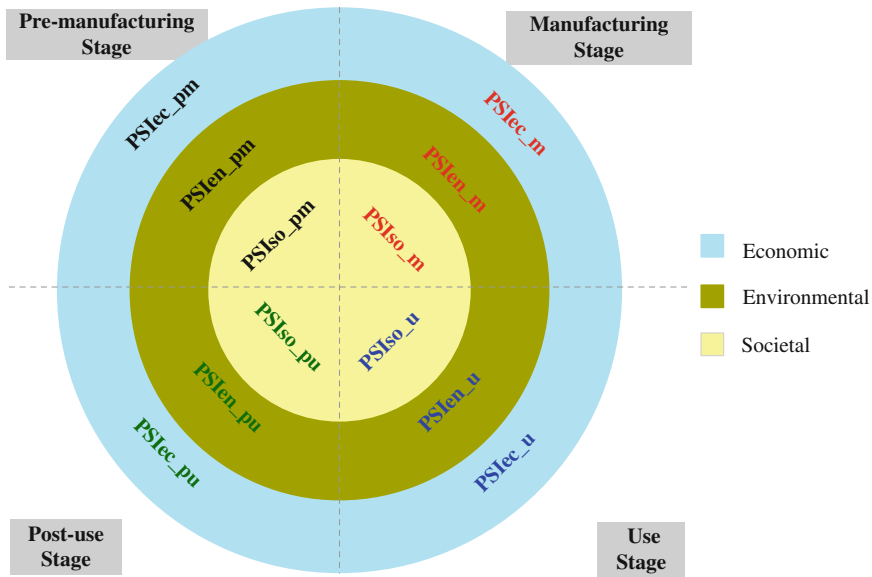 Pre-manufacturing
Stage
Manufacturing
Stage
PSIec_pm
PSIec_m
PSIen_pm
PSIen_m
PSIso_pm
PSIso_m
Economic
Environmental
Societal
PSIso_pu
PSIso_u
PSIen_pu
PSIen_u
PSIec_pu
PSIec_u
Post-use
Stage
Use
Stage